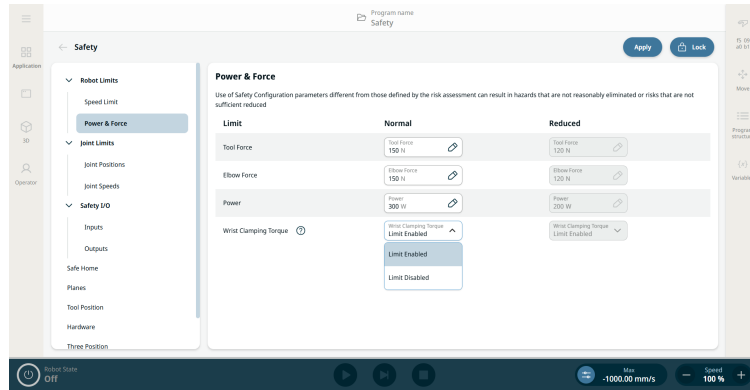 Program name
Safety
Safety
Apply
Lock
Application
3D
Operator
Robot Limits
Speed Limit
Power & Force
Joint Limits
Joint Positions
Joint Speeds
Safety I/O
Inputs
Outputs
Safe Home
Planes
Tool Position
Hardware
Three Position
Power & Force
Use of Safety Configuration parameters different from those defined by the risk assessment can result in hazards that are not reasonably eliminated or risks that are not
sufficient reduced
Limit Normal Reduced
Tool Force
Tool Force
150 N
Tool Force
120 N
Elbow Force
Elbow Force
150 N
Elbow Force
120 N
Power
Power
300 W
Power
200 W
Wrist Clamping Torque ?
Wrist Clamping Torque
Limit Enabled
Wrist Clamping Torque
Limit Enabled
Limit Enabled
Limit Disabled
Move
Program
structur
(x)
Variable
Robot State
Off
Max
-1000.00 mm/s
Speed
100 %